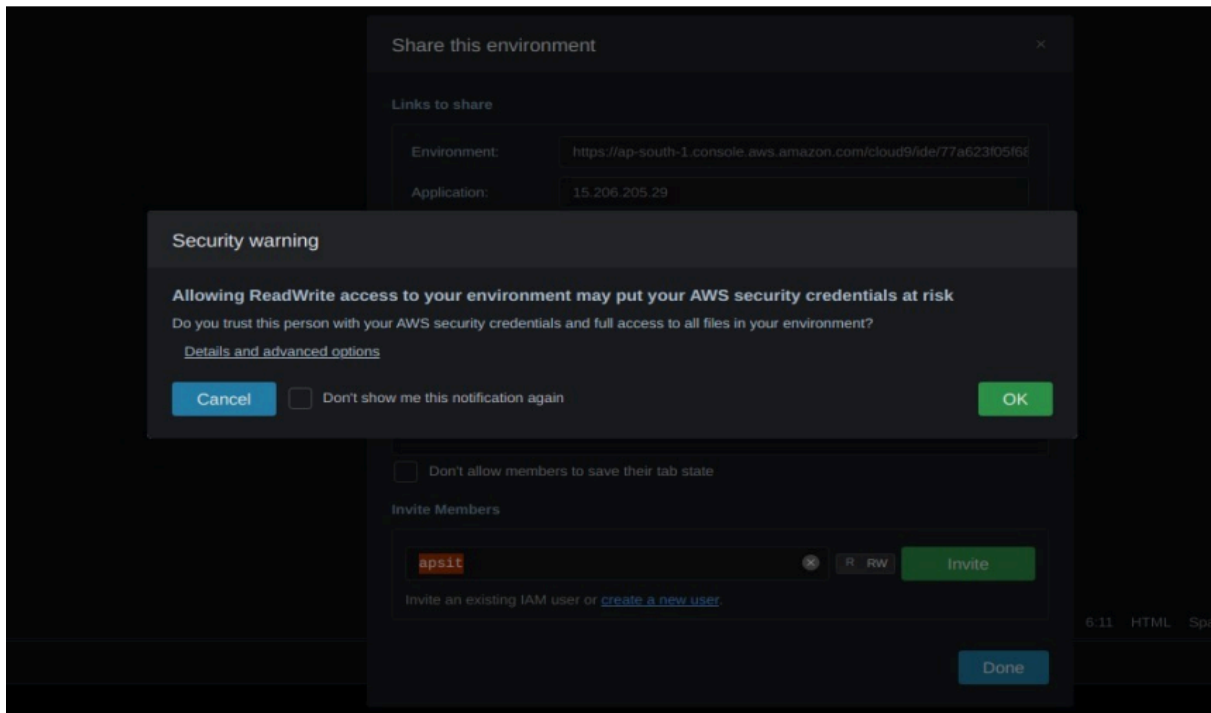 Share this environment ×
Links to share
Environment: https://ap-south-1.console.aws.amazon.com/cloud9/ide/77a623f05f68
Application: 15.206.205.29
Security warning
Allowing ReadWrite access to your environment may put your AWS security credentials at risk
Do you trust this person with your AWS security credentials and full access to all files in your environment?
Details and advanced options
Cancel Don't show me this notification again OK
Don't allow members to save their tab state
Invite Members
apsit R RW Invite
Invite an existing IAM user or create a new user.
6:11 HTML Spa
Done